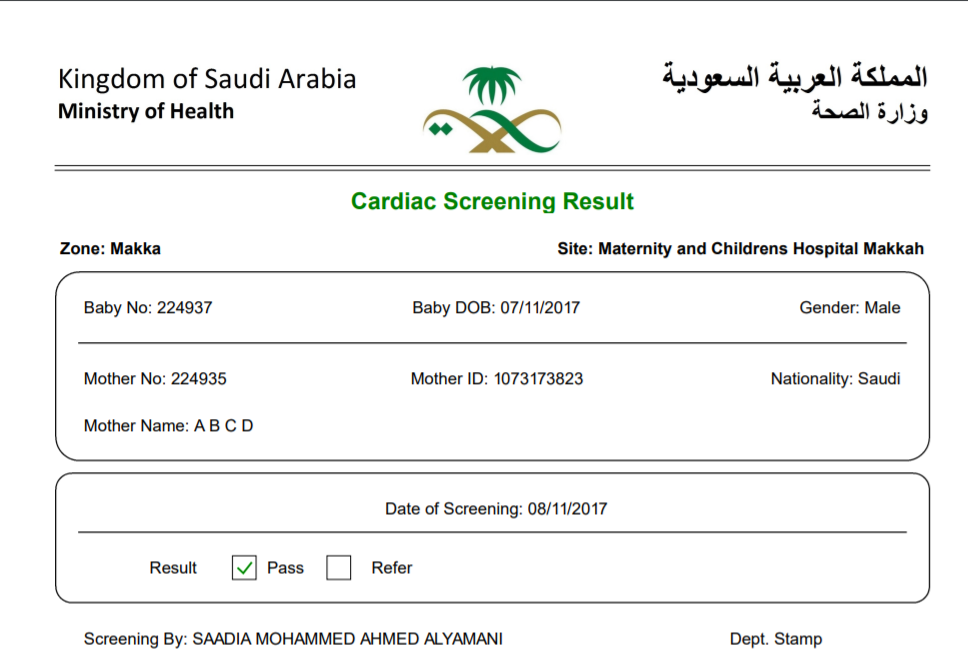 Kingdom of Saudi Arabia
المملكة العربية السعودية
Ministry of Health
وزارة الصحة
Cardiac Screening Result
Zone: Makka
Site: Maternity and Childrens Hospital Makkah
Baby No: 224937
Baby DOB: 07/11/2017
Gender: Male
Mother No: 224935
Mother ID: 1073173823
Nationality: Saudi
Mother Name: A B C D
Date of Screening: 08/11/2017
Result
Pass
Refer
Screening By: SAADIA MOHAMMED AHMED ALYAMANI
Dept. Stamp